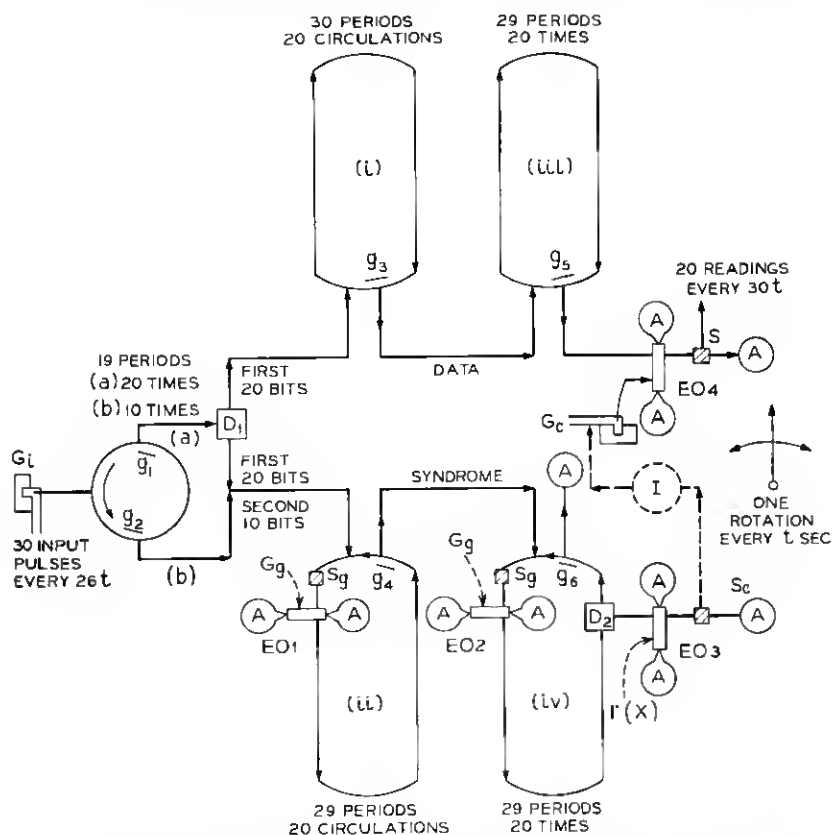 30 PERIODS
20 CIRCULATIONS
29 PERIODS
20 TIMES
(i)
(iii)
g3
g5
20 READINGS
EVERY 30t
A
S
A
EO4
A
19 PERIODS
(a) 20 TIMES
(b) 10 TIMES
(a)
FIRST
20 BITS
DATA
D1
Gc
Gi
g1
g2
FIRST
20 BITS
SYNDROME
A
I
ONE
ROTATION
EVERY t SEC
SECOND
10 BITS
30 INPUT
PULSES
EVERY 26t
(b)
Gg
Sg
g4
Gg
Sg
g6
A
Sc
A
A
EO1
A
A
EO2
D2
A
EO3
A
(ii)
(iv)
r(X)
29 PERIODS
20 CIRCULATIONS
29 PERIODS
20 TIMES